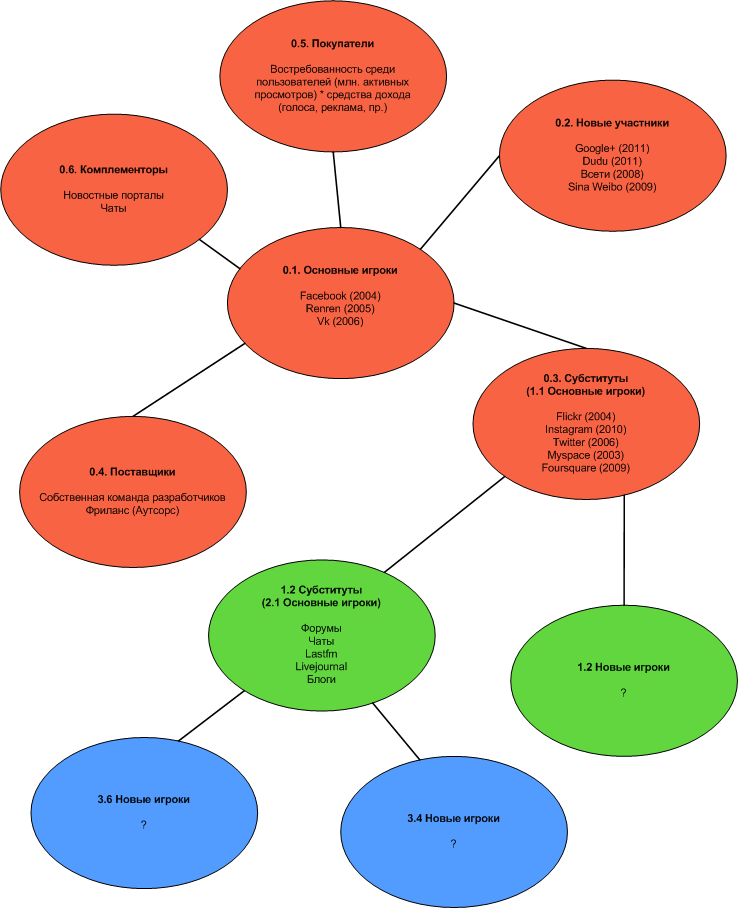 0.5. Покупатели
Востребованность среди
пользователей (млн. активных
просмотров) * средства дохода
(голоса, реклама, пр.)
0.2. Новые участники
Google+ (2011)
Dudu (2011)
Всети (2008)
Sina Weibo (2009)
0.6. Комплементоры
Новостные порталы
Чаты
0.1. Основные игроки
Facebook (2004)
Renren (2005)
Vk (2006)
0.3. Субституты
(1.1 Основные игроки)
Flickr (2004)
Instagram (2010)
Twitter (2006)
Myspace (2003)
Foursquare (2009)
0.4. Поставщики
Собственная команда разработчиков
Фриланс (Аутсорс)
1.2 Субституты
(2.1 Основные игроки)
Форумы
Чаты
Lastfm
Livejournal
Блоги
1.2 Новые игроки
?
3.6 Новые игроки
?
3.4 Новые игроки
?